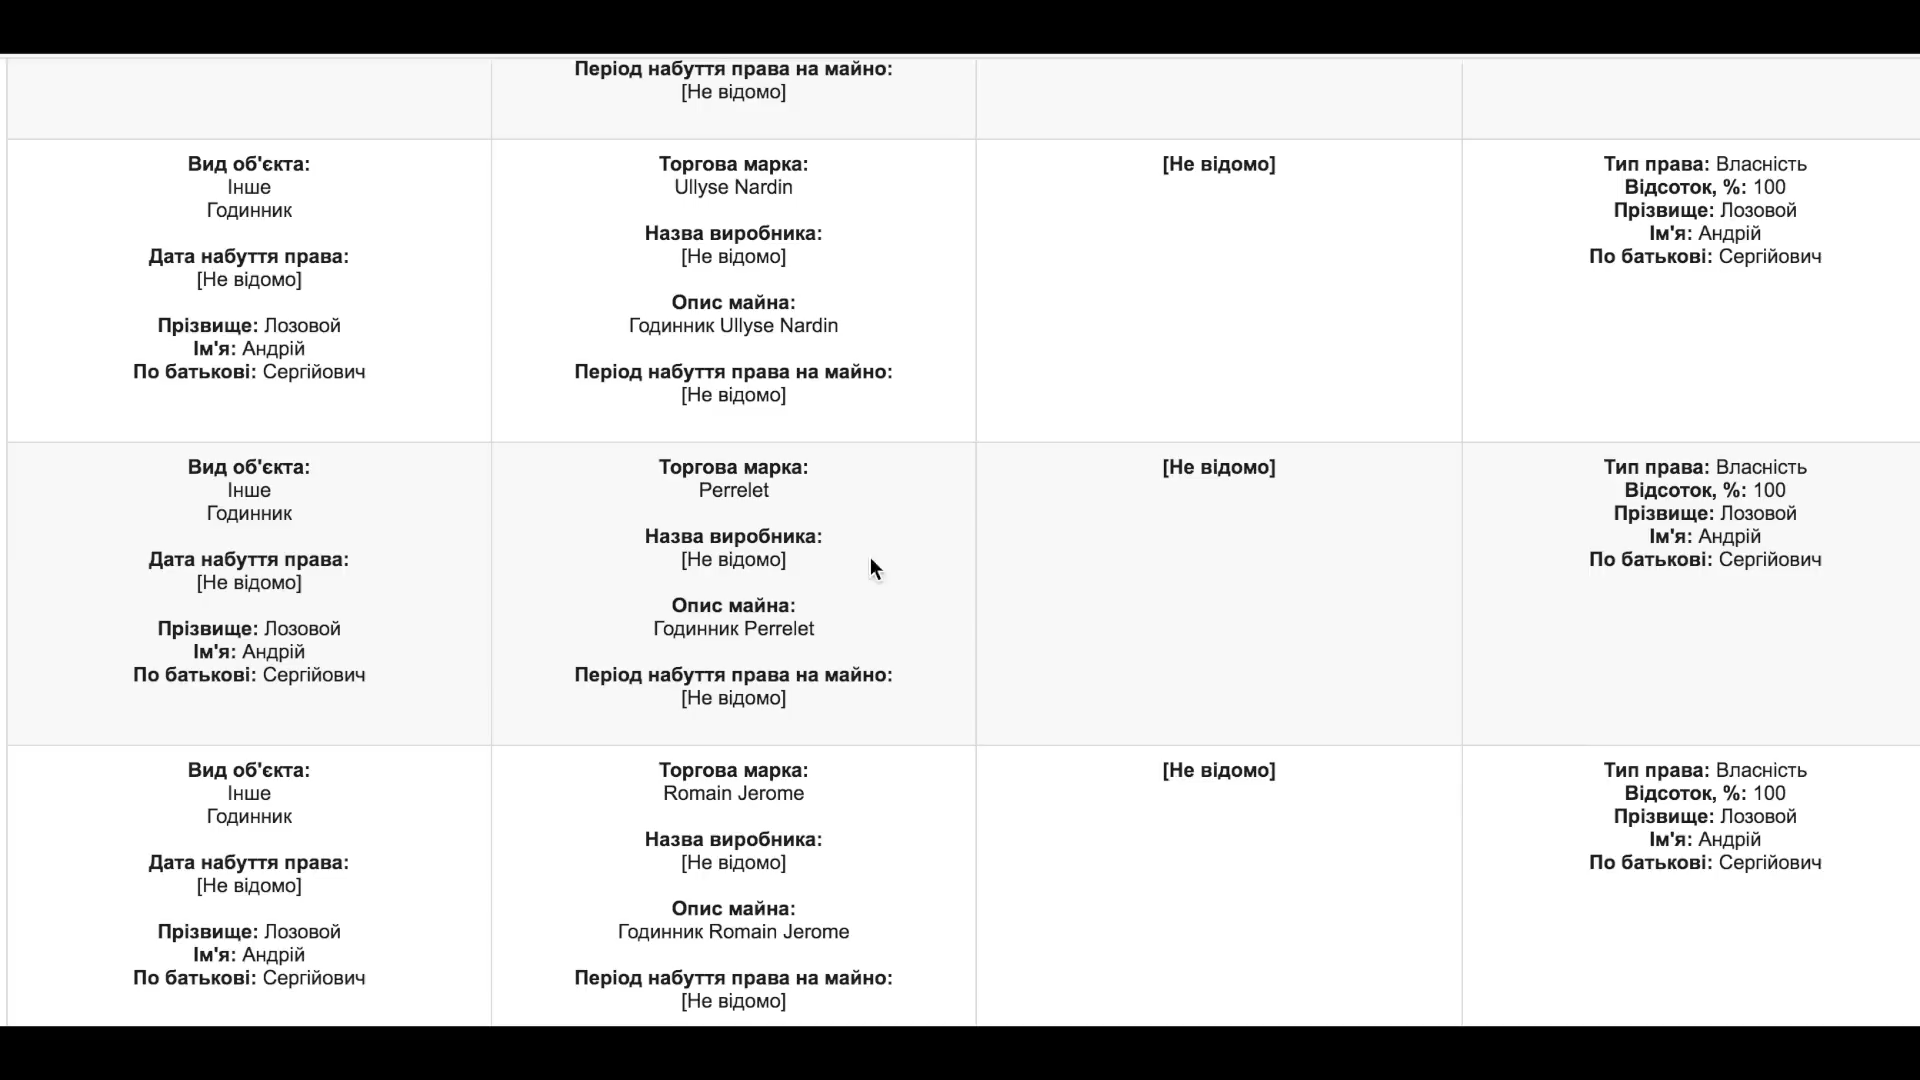 Період набуття права на майно:
[Не відомо]
Вид об'єкта:
Інше
Годинник
Дата набуття права:
[Не відомо]
Прізвище: Лозовой
Ім'я: Андрій
По батькові: Сергійович
Торгова марка:
Ullyse Nardin
Назва виробника:
[Не відомо]
Опис майна:
Годинник Ullyse Nardin
Період набуття права на майно:
[Не відомо]
[Не відомо]
Тип права: Власність
Відсоток, %: 100
Прізвище: Лозовой
Ім'я: Андрій
По батькові: Сергійович
Вид об'єкта:
Інше
Годинник
Дата набуття права:
[Не відомо]
Прізвище: Лозовой
Ім'я: Андрій
По батькові: Сергійович
Торгова марка:
Perrelet
Назва виробника:
[Не відомо]
Опис майна:
Годинник Perrelet
Період набуття права на майно:
[Не відомо]
[Не відомо]
Тип права: Власність
Відсоток, %: 100
Прізвище: Лозовой
Ім'я: Андрій
По батькові: Сергійович
Вид об'єкта:
Інше
Годинник
Дата набуття права:
[Не відомо]
Прізвище: Лозовой
Ім'я: Андрій
По батькові: Сергійович
Торгова марка:
Romain Jerome
Назва виробника:
[Не відомо]
Опис майна:
Годинник Romain Jerome
Період набуття права на майно:
[Не відомо]
[Не відомо]
Тип права: Власність
Відсоток, %: 100
Прізвище: Лозовой
Ім'я: Андрій
По батькові: Сергійович